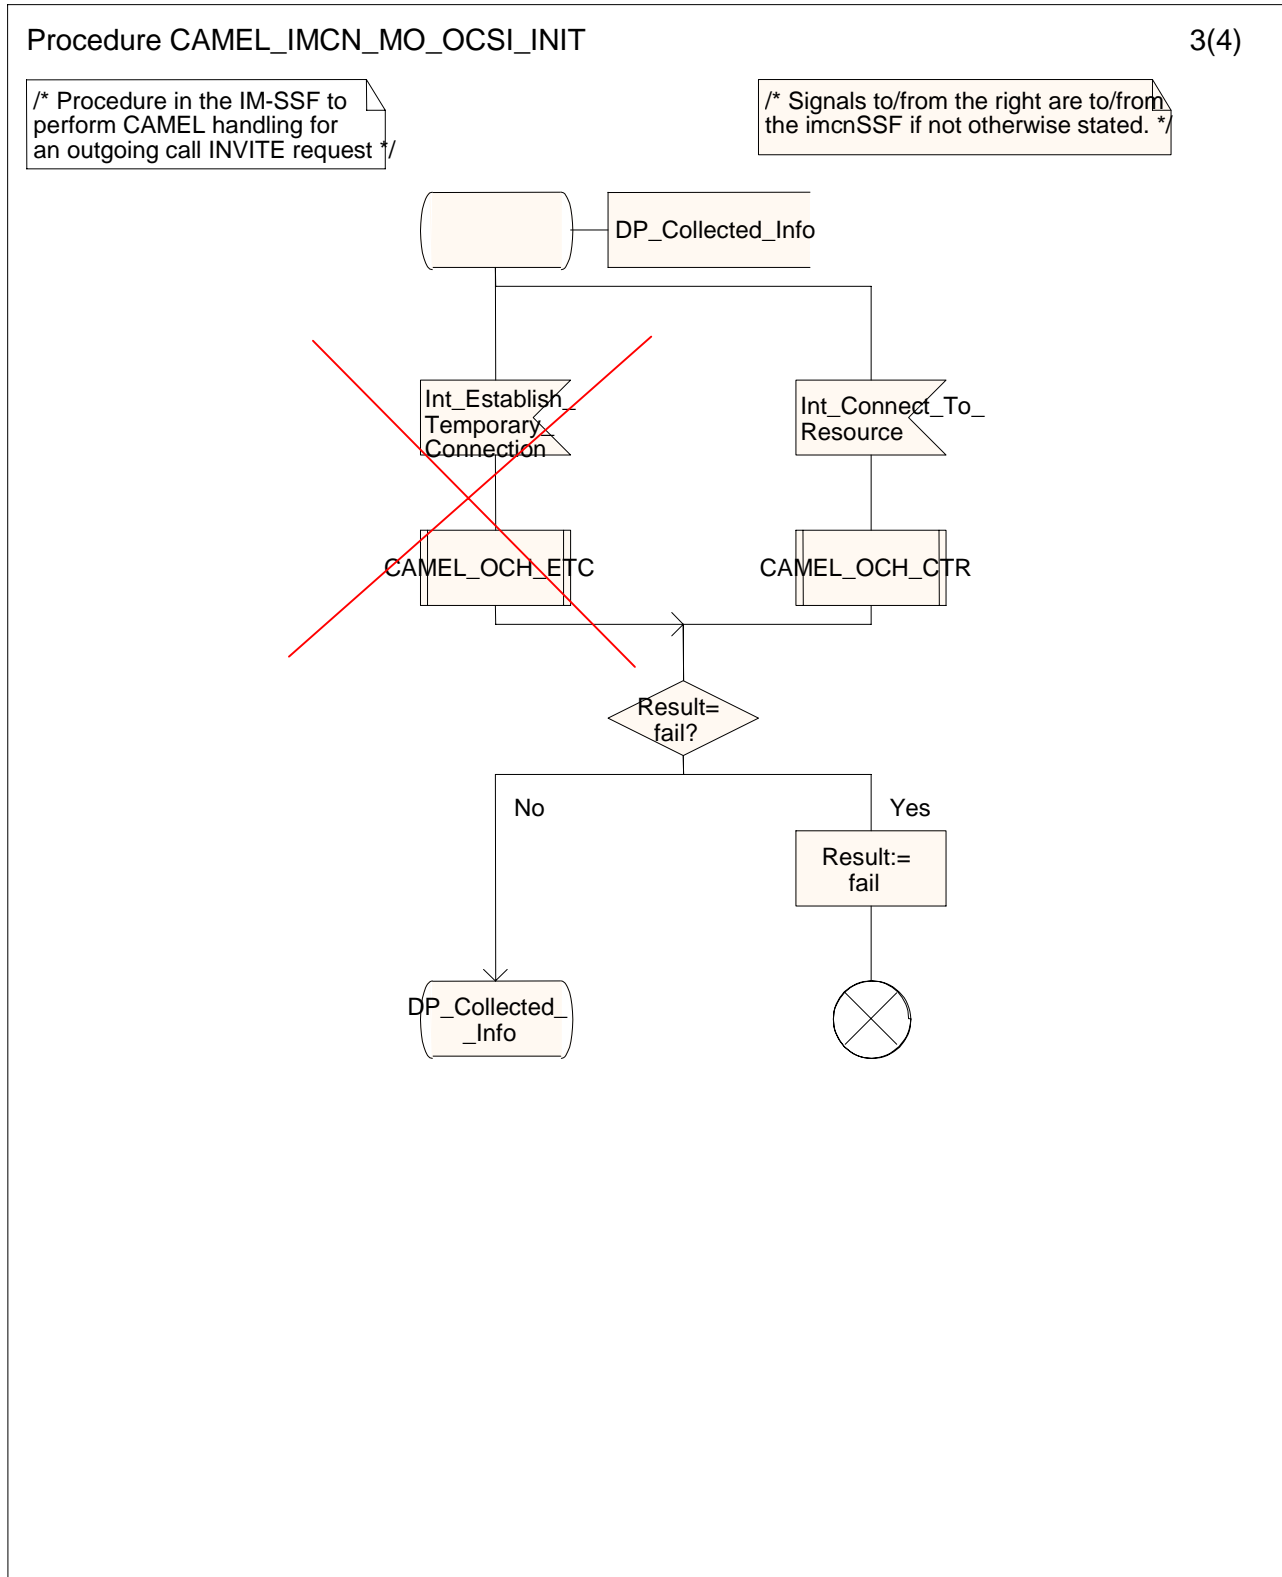 Procedure CAMEL_IMCN_MO_OCSI_INIT
3(4)
/* Procedure in the IM-SSF to
perform CAMEL handling for
an outgoing call INVITE request */
/* Signals to/from the right are to/from
the imcnSSF if not otherwise stated. */
DP_Collected_Info
Int_Establish_
Temporary_
Connection
Int_Connect_To_
Resource
CAMEL_OCH_ETC
CAMEL_OCH_CTR
Result=
fail?
No
Yes
Result:=
fail
DP_Collected_
_Info